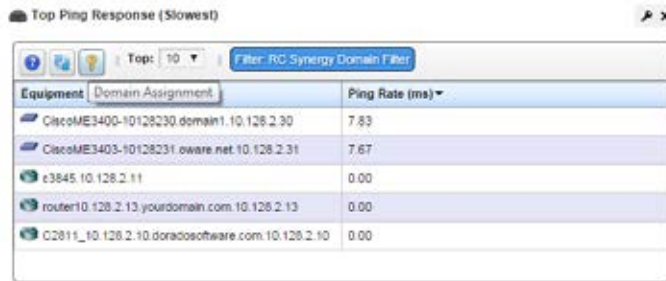 Top Ping Response (Slowest)
Top: 10 Filter: RC Synergy Domain Filter
Equipment Domain Assignment Ping Rate (ms)
CiscoME3400-10128230.domain1.10.128.2.30 7.83
CiscoME3403-10128231.oware.net.10.128.2.31 7.67
c3845.10.128.2.11 0.00
router10.128.2.13.yourdomain.com.10.128.2.13 0.00
C2811_10.128.2.10.doradosoftware.com.10.128.2.10 0.00